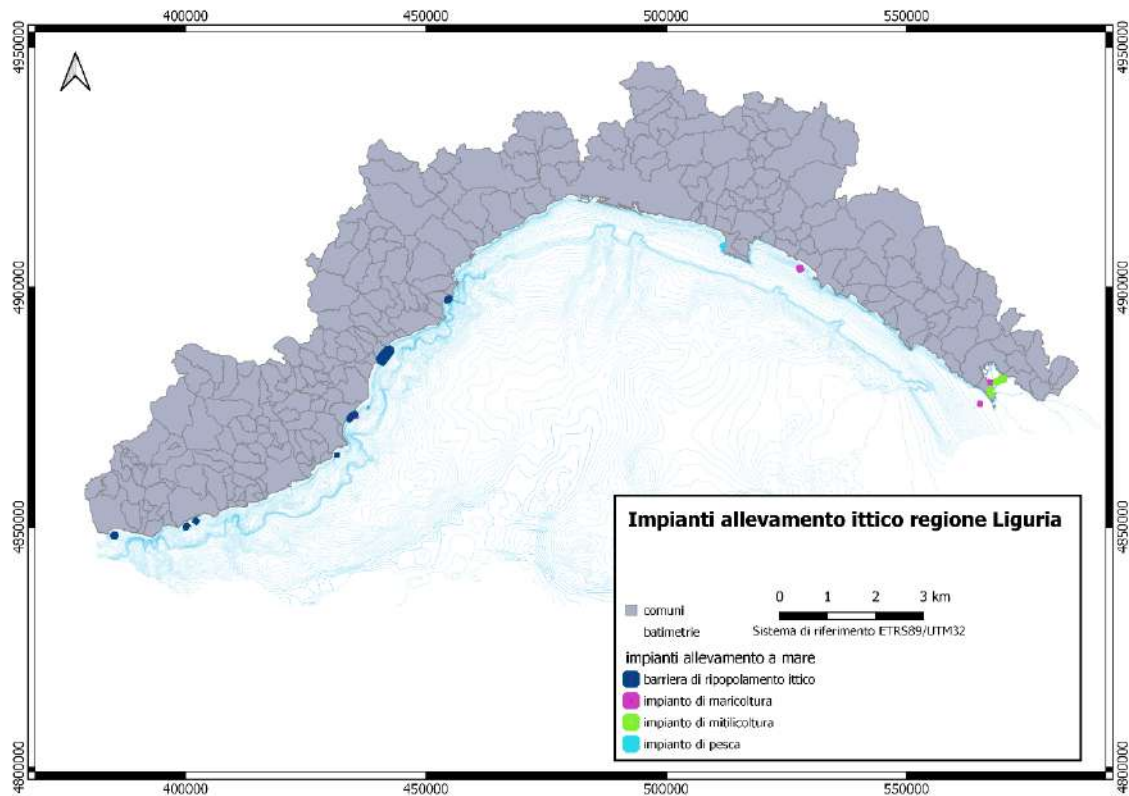 400000 450000 500000 550000
4950000 4950000
4900000 4900000
4850000 4850000
4800000 4800000
Impianti allevamento ittico regione Liguria
comuni
batimetrie
0 1 2 3 km
Sistema di riferimento ETRS89/UTM32
impianti allevamento a mare
barriera di ripopolamento ittico
impianto di maricoltura
impianto di mitilicoltura
impianto di pesca
400000 450000 500000 550000